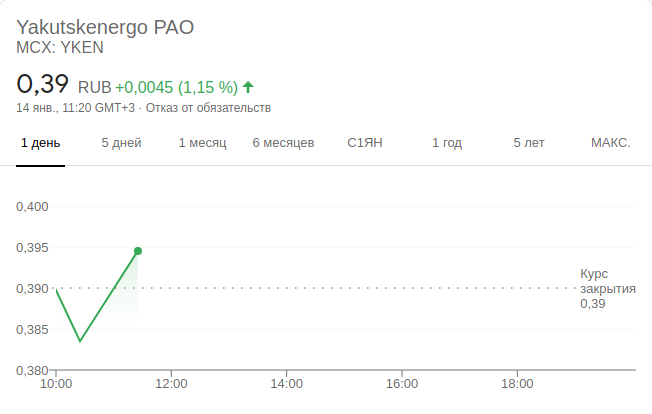 Yakutskenergo PAO
MCX: YKEN
0,39 RUB +0,0045 (1,15 %)
14 янв., 11:20 GMT+3 · Отказ от обязательств
1 день 5 дней 1 месяц 6 месяцев С1ЯН 1 год 5 лет МАКС.
0,400
0,395
0,390
0,385
0,380
Курс
закрытия
0,39
10:00 12:00 14:00 16:00 18:00